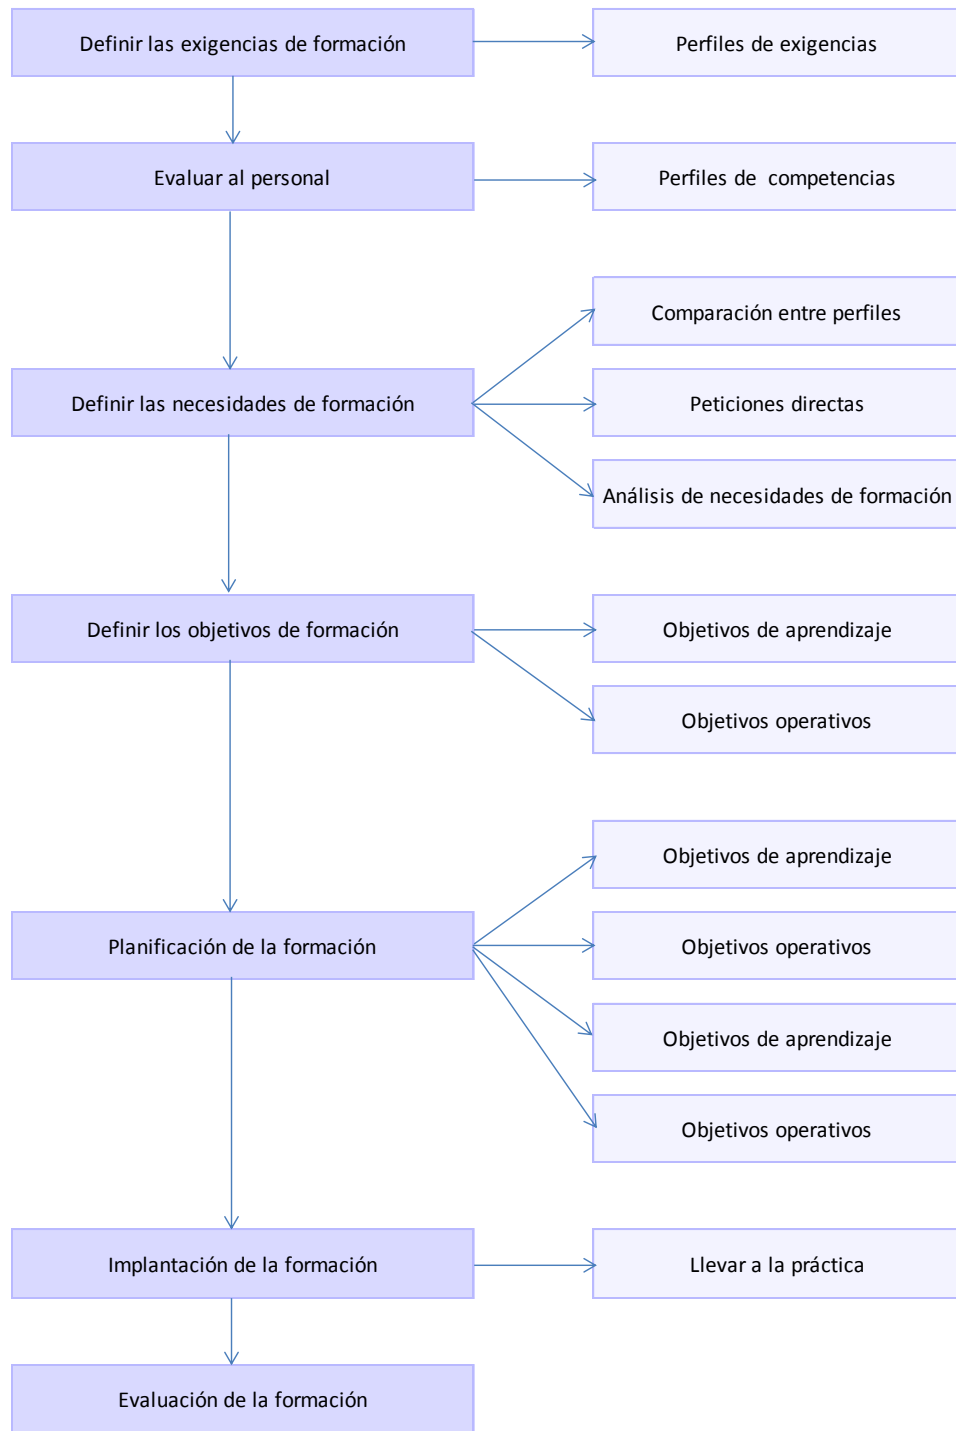 Definir las exigencias de formación
Perfiles de exigencias
Evaluar al personal
Perfiles de  competencias
Comparación entre perfiles
Definir las necesidades de formación
Peticiones directas
Análisis de necesidades de formación
Definir los objetivos de formación
Objetivos de aprendizaje
Objetivos operativos
Objetivos de aprendizaje
Planificación de la formación
Objetivos operativos
Objetivos de aprendizaje
Objetivos operativos
Implantación de la formación
Llevar a la práctica
Evaluación de la formación